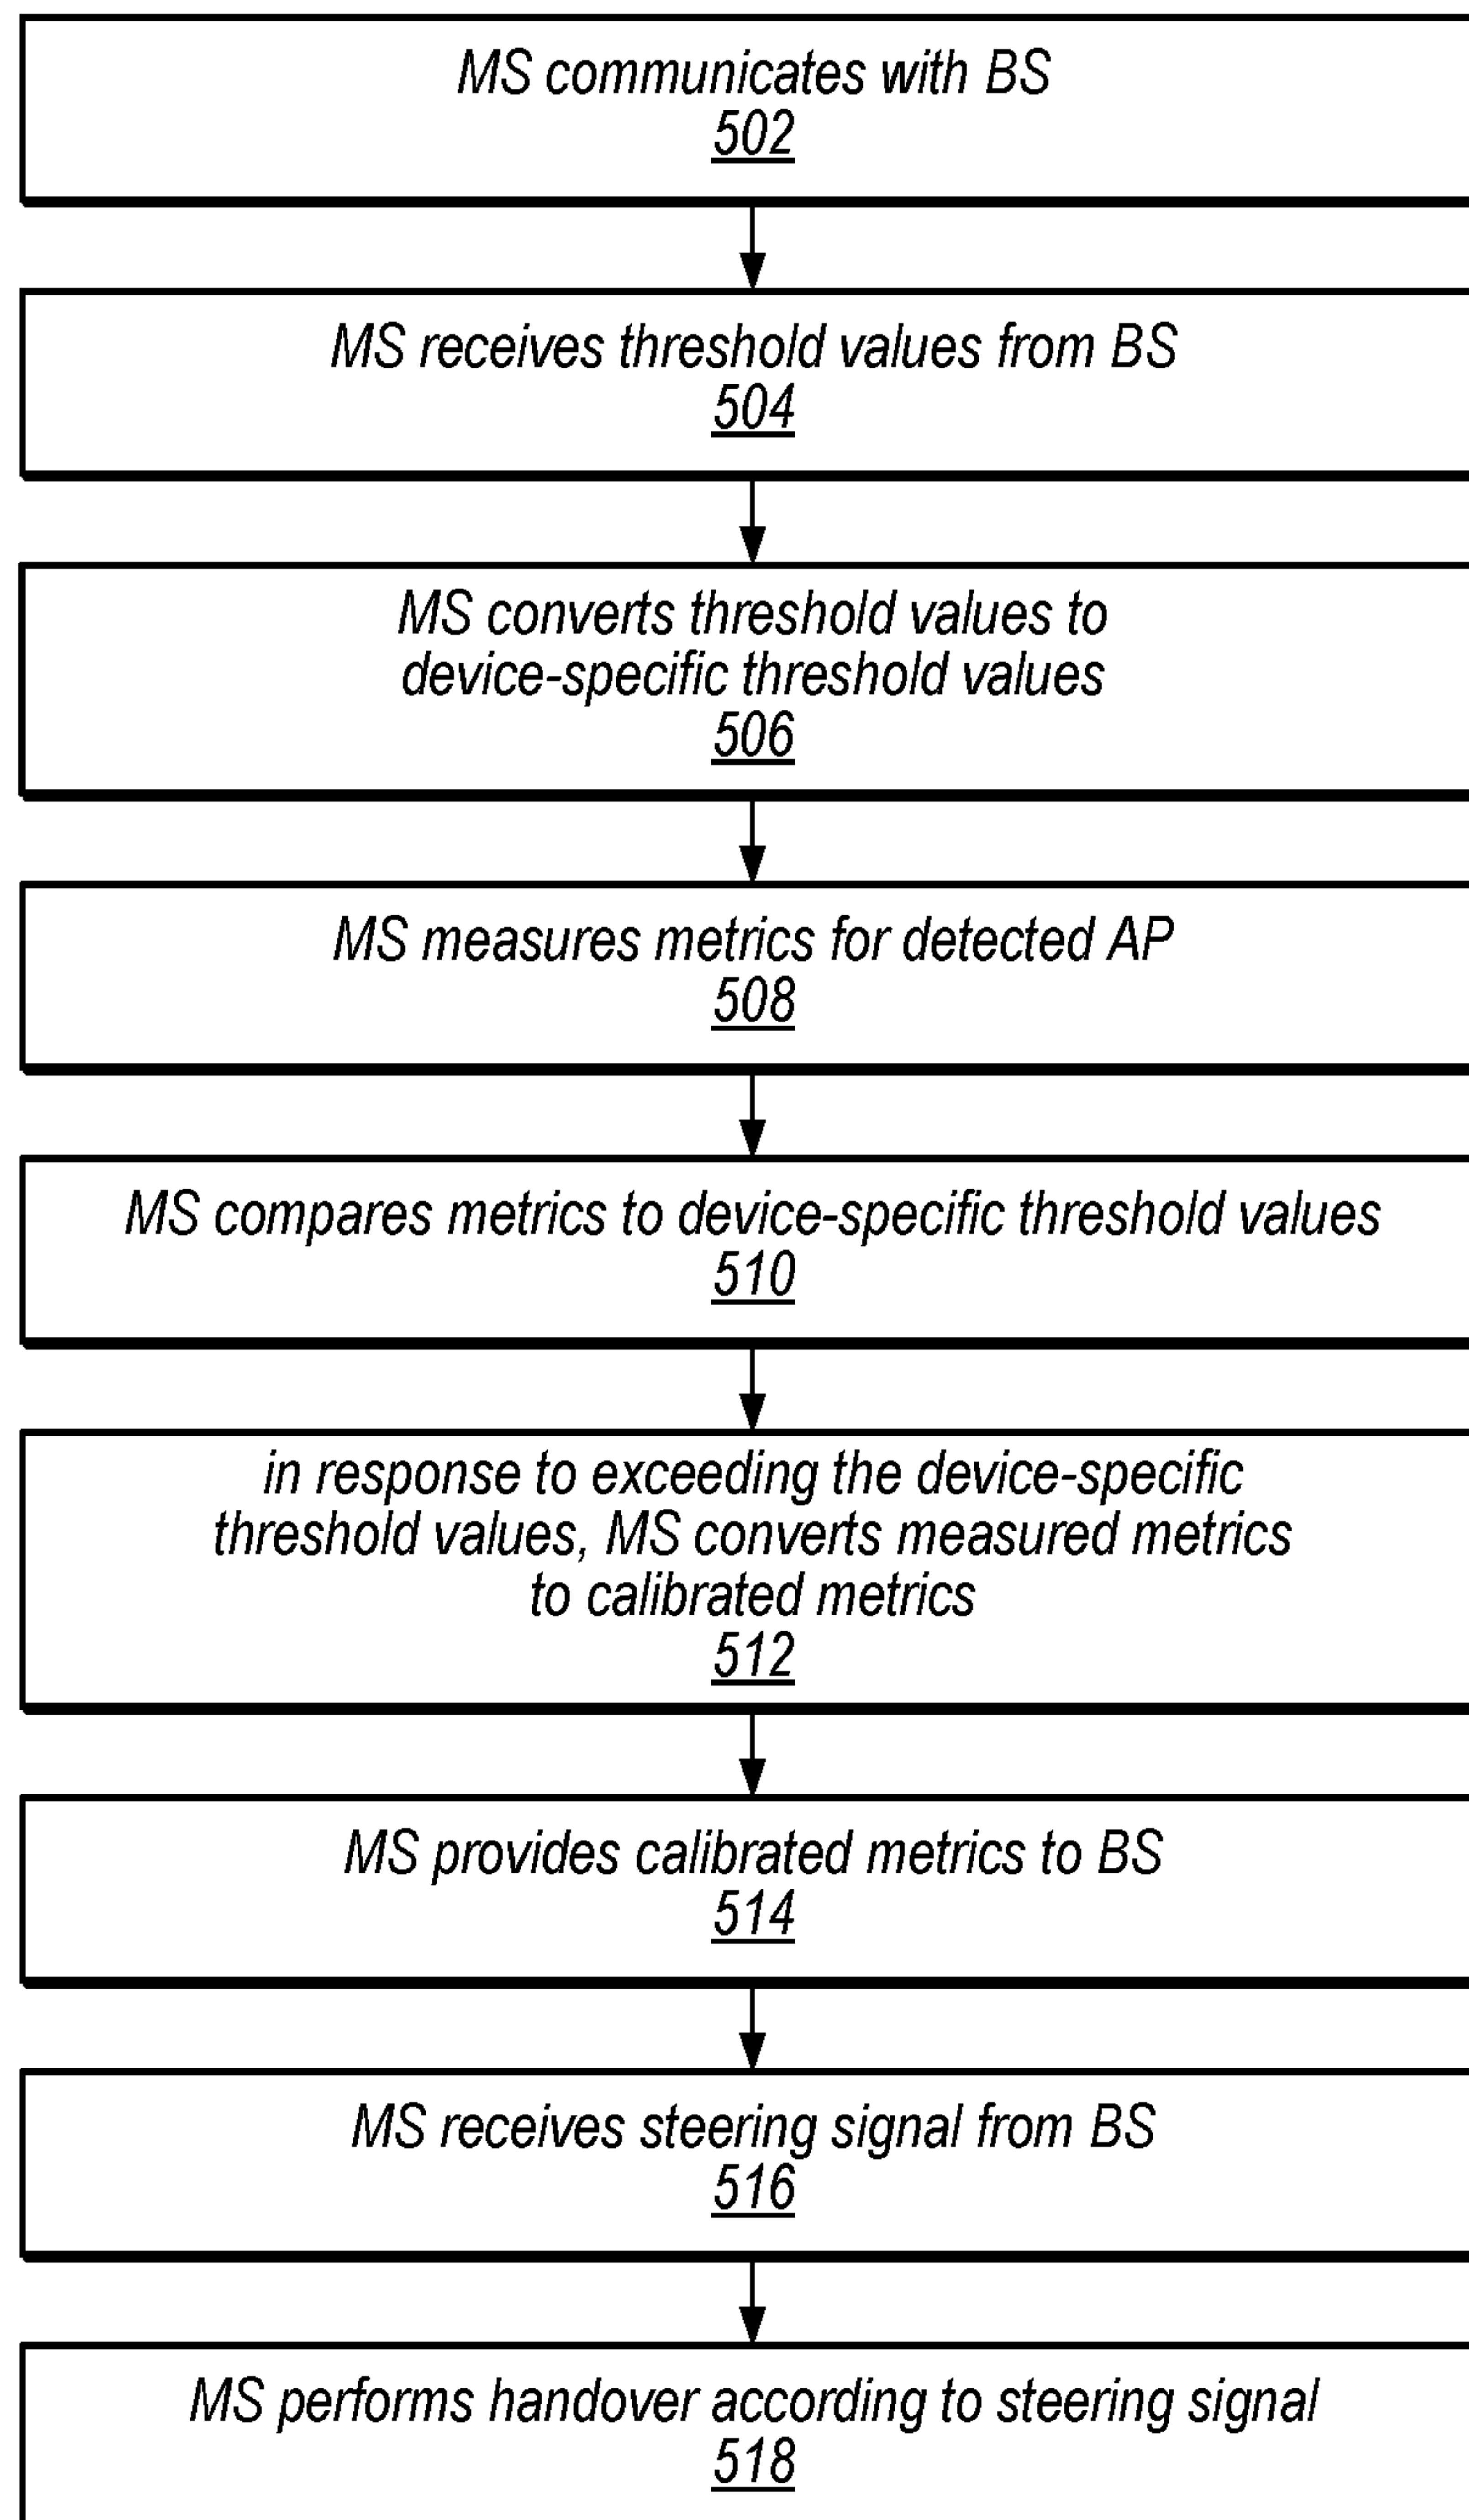 MS communicates with BS
502
MS receives threshold values from BS
504
MS converts threshold values to
device-specific threshold values
506
MS measures metrics for detected AP
508
MS compares metrics to device-specific threshold values
510
in response to exceeding the device-specific
threshold values, MS converts measured metrics
to calibrated metrics
512
MS provides calibrated metrics to BS
514
MS receives steering signal from BS
516
MS performs handover according to steering signal
518